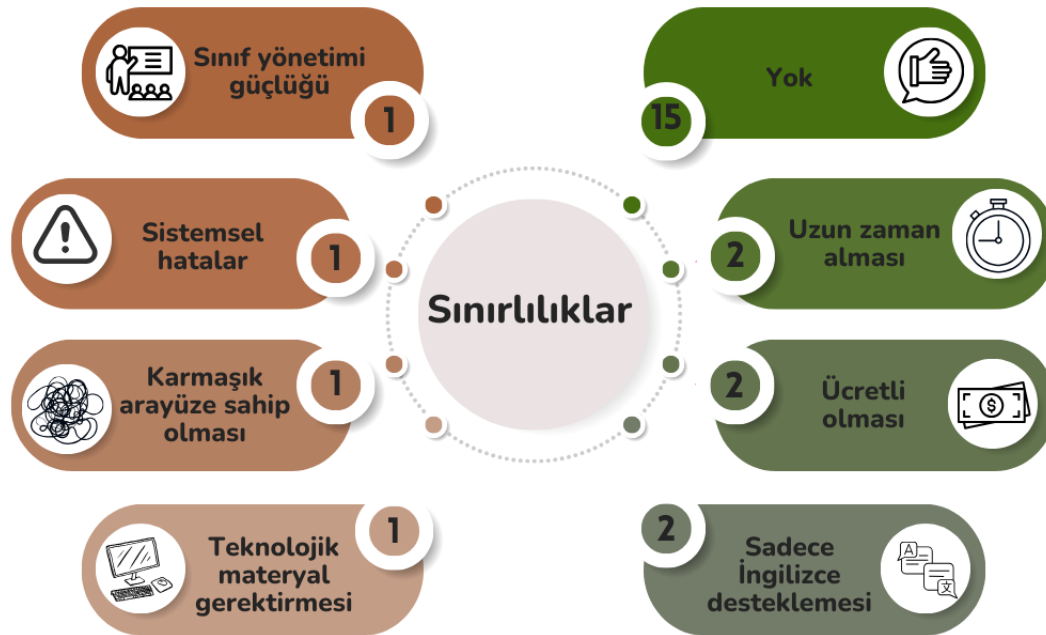 Sınıf yönetimi
güçlüğü
1
Yok
15
Sistemsel
hatalar
1
Uzun zaman
alması
2
Sınırlılıklar
Karmaşık
arayüze sahip
olması
1
Ücretli
olması
2
Teknolojik
materyal
gerektirmesi
1
Sadece
İngilizce
desteklemesi
2